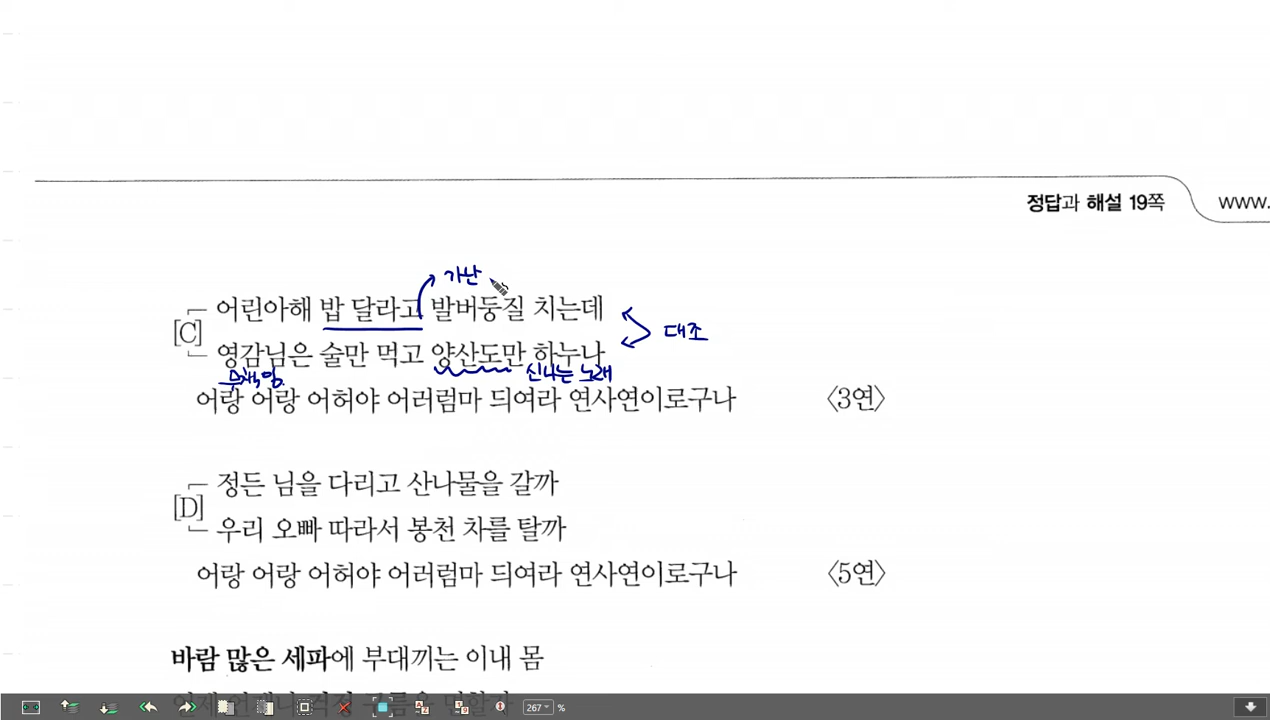 정답과 해설 19쪽 www.
가난
[C] 어린아해 밥 달라고 발버둥질 치는데
대조
영감님은 술만 먹고 양산도만 하누나
무책임. 신나는 노래
어랑 어랑 어허야 어러럼마 듸여라 연사연이로구나 〈3연〉
[D] 정든 님을 다리고 산나물을 갈까
우리 오빠 따라서 봉천 차를 탈까
어랑 어랑 어허야 어러럼마 듸여라 연사연이로구나 〈5연〉
바람 많은 세파에 부대끼는 이내 몸
267 %